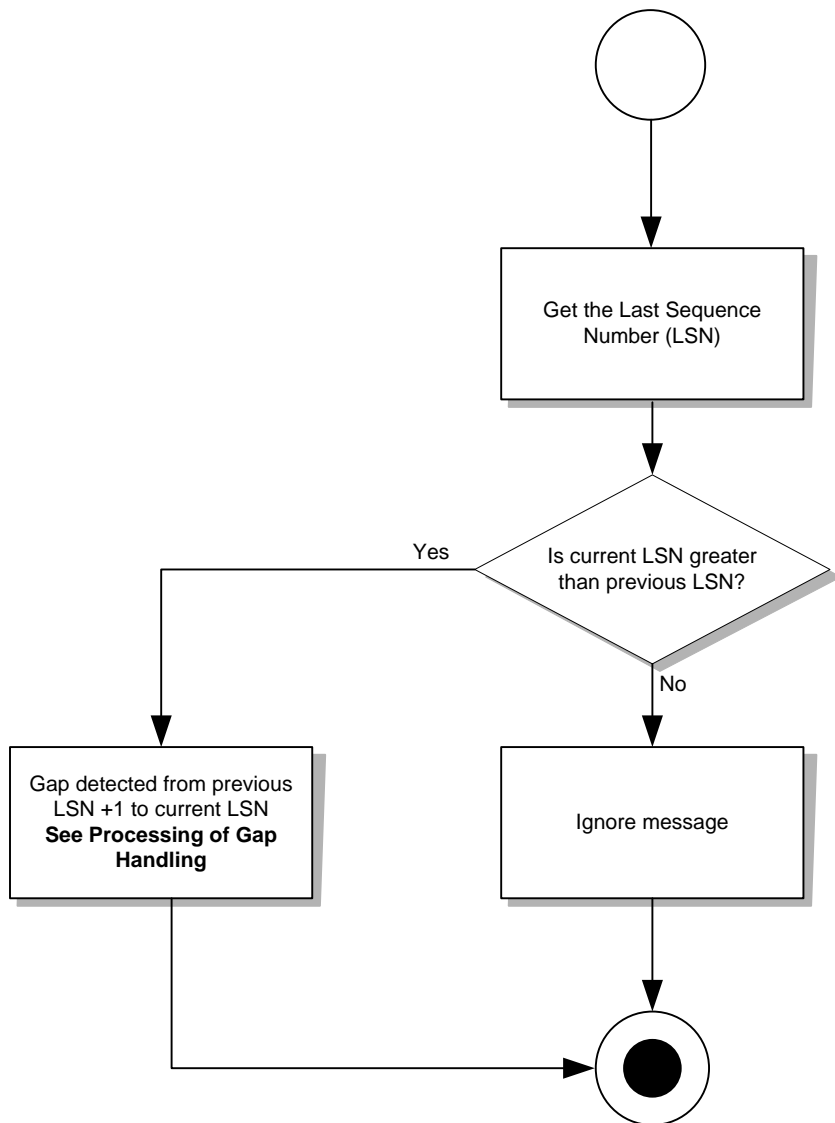 Get the Last Sequence
Number (LSN)
Is current LSN greater
than previous LSN?
Yes
No
Gap detected from previous
LSN +1 to current LSN
See Processing of Gap
Handling
Ignore message